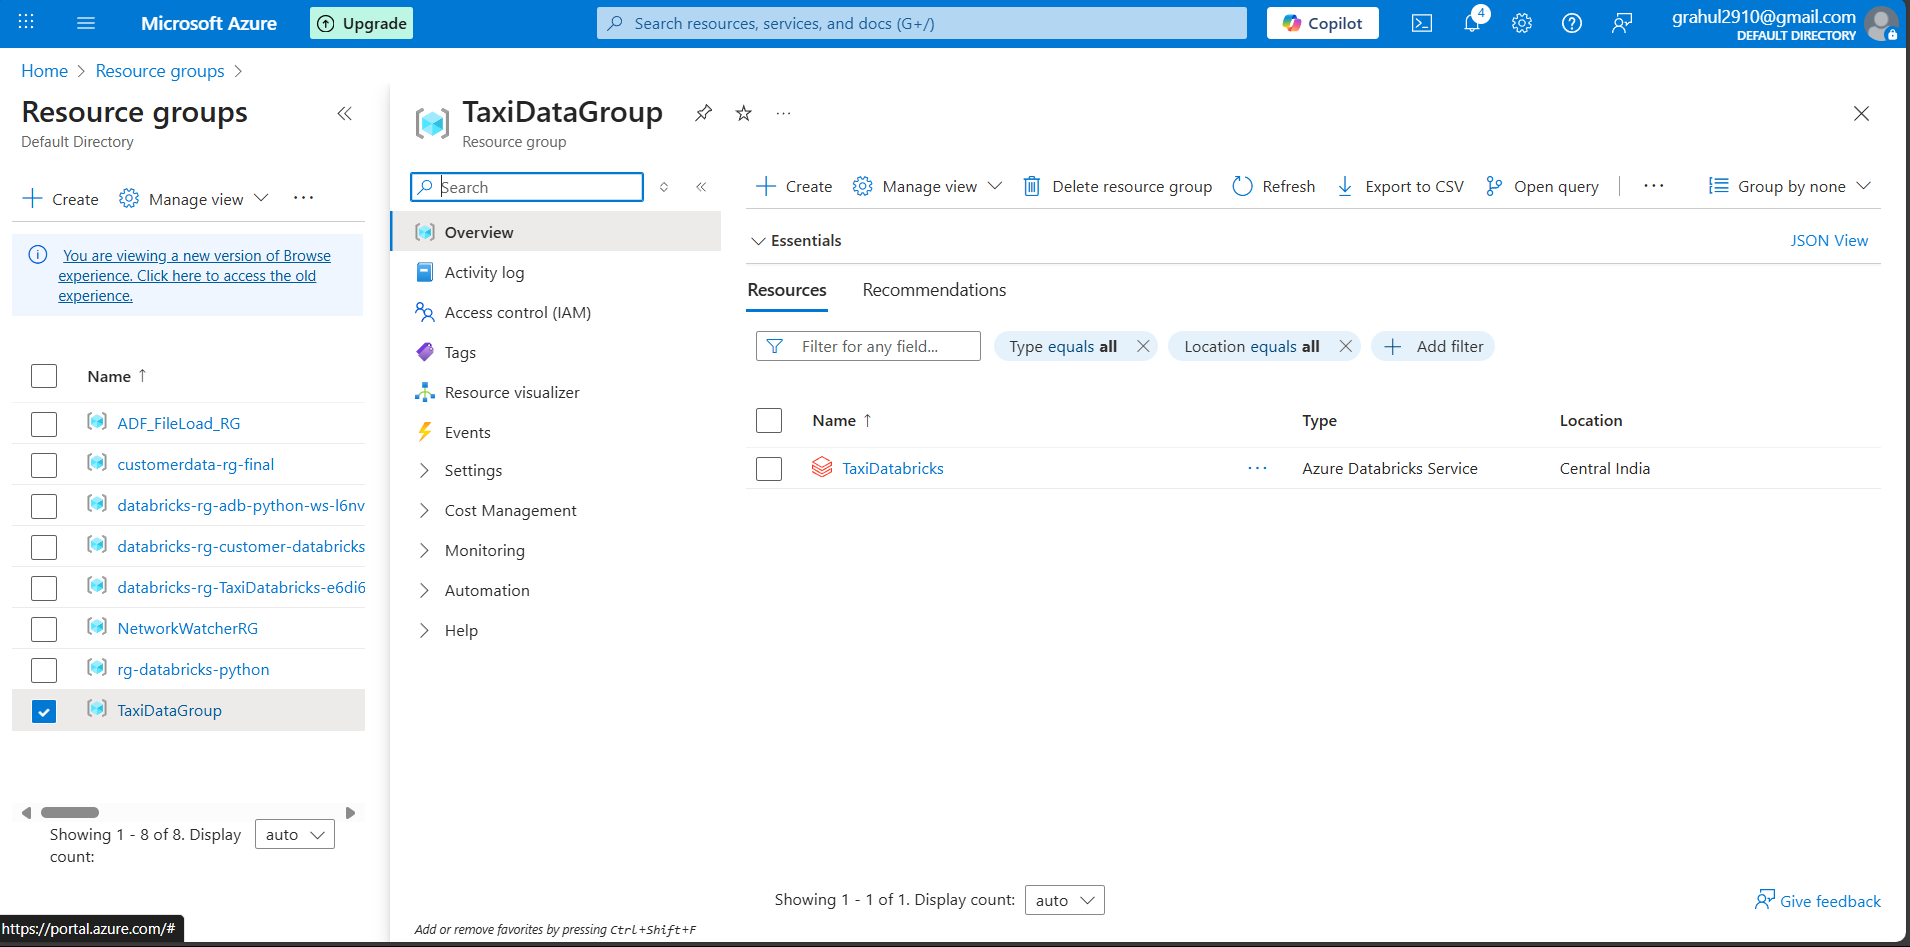 Microsoft Azure
Upgrade
Search resources, services, and docs (G+/)
Copilot
4
grahul2910@gmail.com
DEFAULT DIRECTORY
Home > Resource groups >
Resource groups
Default Directory
Create
Manage view
You are viewing a new version of Browse
experience. Click here to access the old
experience.
Name ↑
ADF_FileLoad_RG
customerdata-rg-final
databricks-rg-adb-python-ws-l6nv
databricks-rg-customer-databricks
databricks-rg-TaxiDatabricks-e6di6
NetworkWatcherRG
rg-databricks-python
TaxiDataGroup
Showing 1 - 8 of 8. Display
count:
auto
https://portal.azure.com/#
TaxiDataGroup
Resource group
Search
Overview
Activity log
Access control (IAM)
Tags
Resource visualizer
Events
Settings
Cost Management
Monitoring
Automation
Help
Add or remove favorites by pressing Ctrl+Shift+F
Create
Manage view
Delete resource group
Refresh
Export to CSV
Open query
Group by none
Essentials
JSON View
Resources
Recommendations
Filter for any field...
Type equals all
Location equals all
Add filter
Name ↑ Type Location
TaxiDatabricks ... Azure Databricks Service Central India
Showing 1 - 1 of 1. Display count: auto
Give feedback